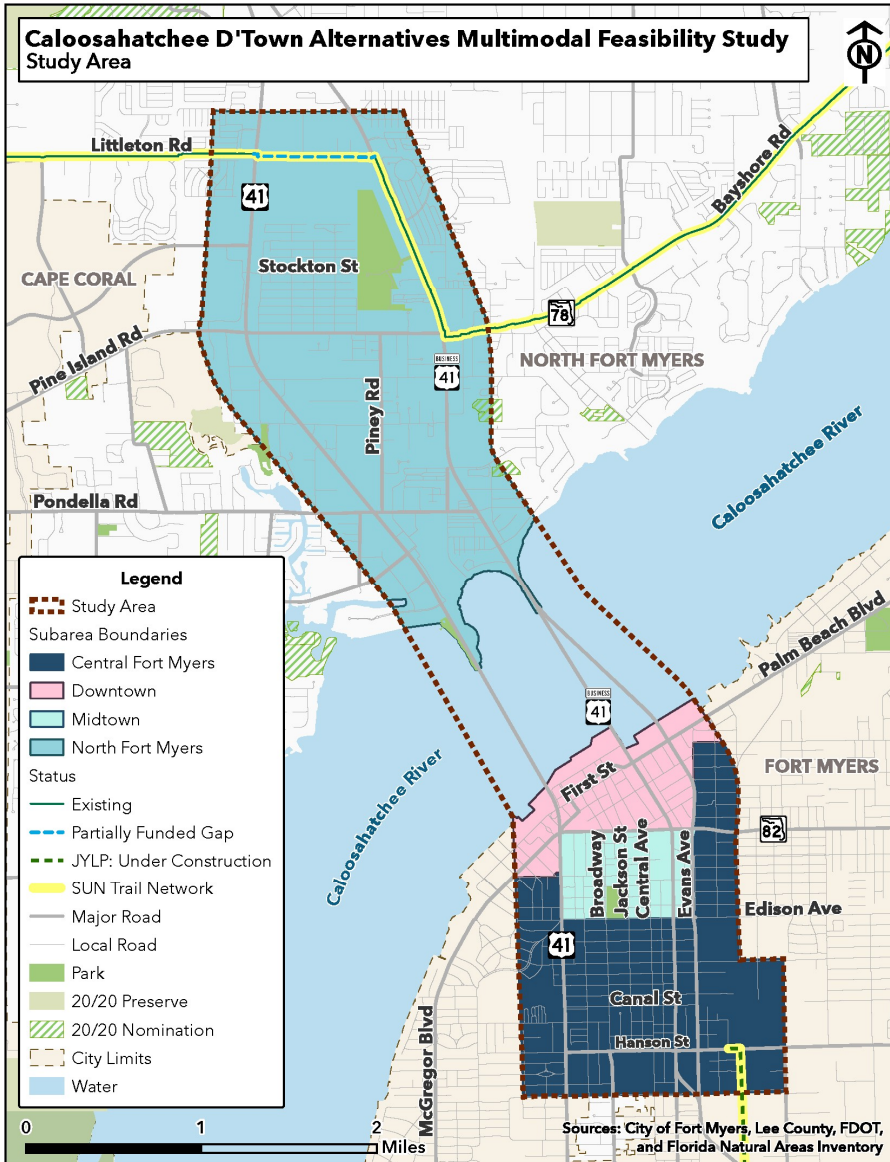 Caloosahatchee D'Town Alternatives Multimodal Feasibility Study
Study Area
N
Littleton Rd
Bayshore Rd
41
CAPE CORAL
Stockton St
78
Pine Island Rd
NORTH FORT MYERS
BUSINESS
41
Piney Rd
Caloosahatchee River
Pondella Rd
Legend
Study Area
Subarea Boundaries
Central Fort Myers
Downtown
Midtown
North Fort Myers
Status
Existing
Partially Funded Gap
JYLP: Under Construction
SUN Trail Network
Major Road
Local Road
Park
20/20 Preserve
20/20 Nomination
City Limits
Water
Palm Beach Blvd
BUSINESS
41
First St
FORT MYERS
Caloosahatchee River
82
Broadway
Jackson St
Central Ave
Evans Ave
Edison Ave
41
Canal St
Hanson St
McGregor Blvd
0 1 2
Miles
Sources: City of Fort Myers, Lee County, FDOT,
and Florida Natural Areas Inventory